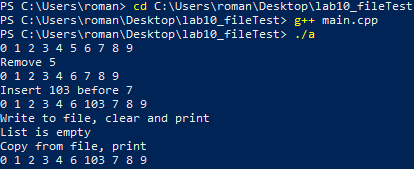 PS C:\Users\roman> cd C:\Users\roman\Desktop\lab10_fileTest
PS C:\Users\roman\Desktop\lab10_fileTest> g++ main.cpp
PS C:\Users\roman\Desktop\lab10_fileTest> ./a
0 1 2 3 4 5 6 7 8 9
Remove 5
0 1 2 3 4 6 7 8 9
Insert 103 before 7
0 1 2 3 4 6 103 7 8 9
Write to file, clear and print
List is empty
Copy from file, print
0 1 2 3 4 6 103 7 8 9